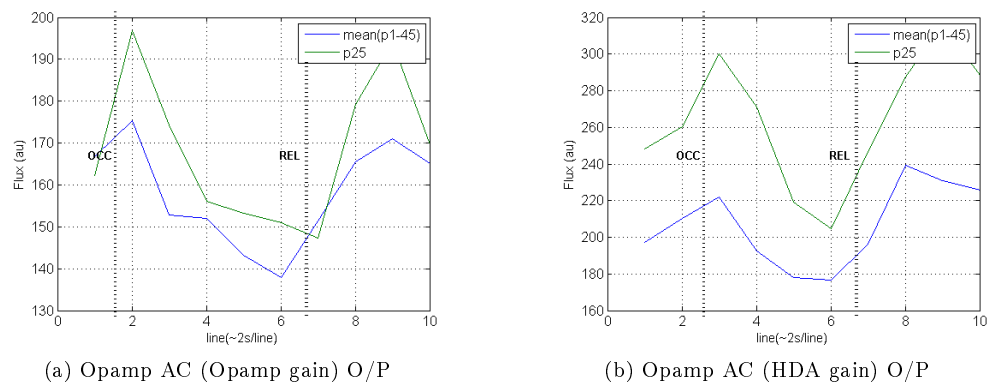 200
190
180
170
160
150
140
130
Flux (au)
OCC
REL
mean(p1-45)
p25
0 2 4 6 8 10
line(~2s/line)
(a) Opamp AC (Opamp gain) O/P
320
300
280
260
240
220
200
180
160
Flux (au)
OCC
REL
mean(p1-45)
p25
0 2 4 6 8 10
line(~2s/line)
(b) Opamp AC (HDA gain) O/P